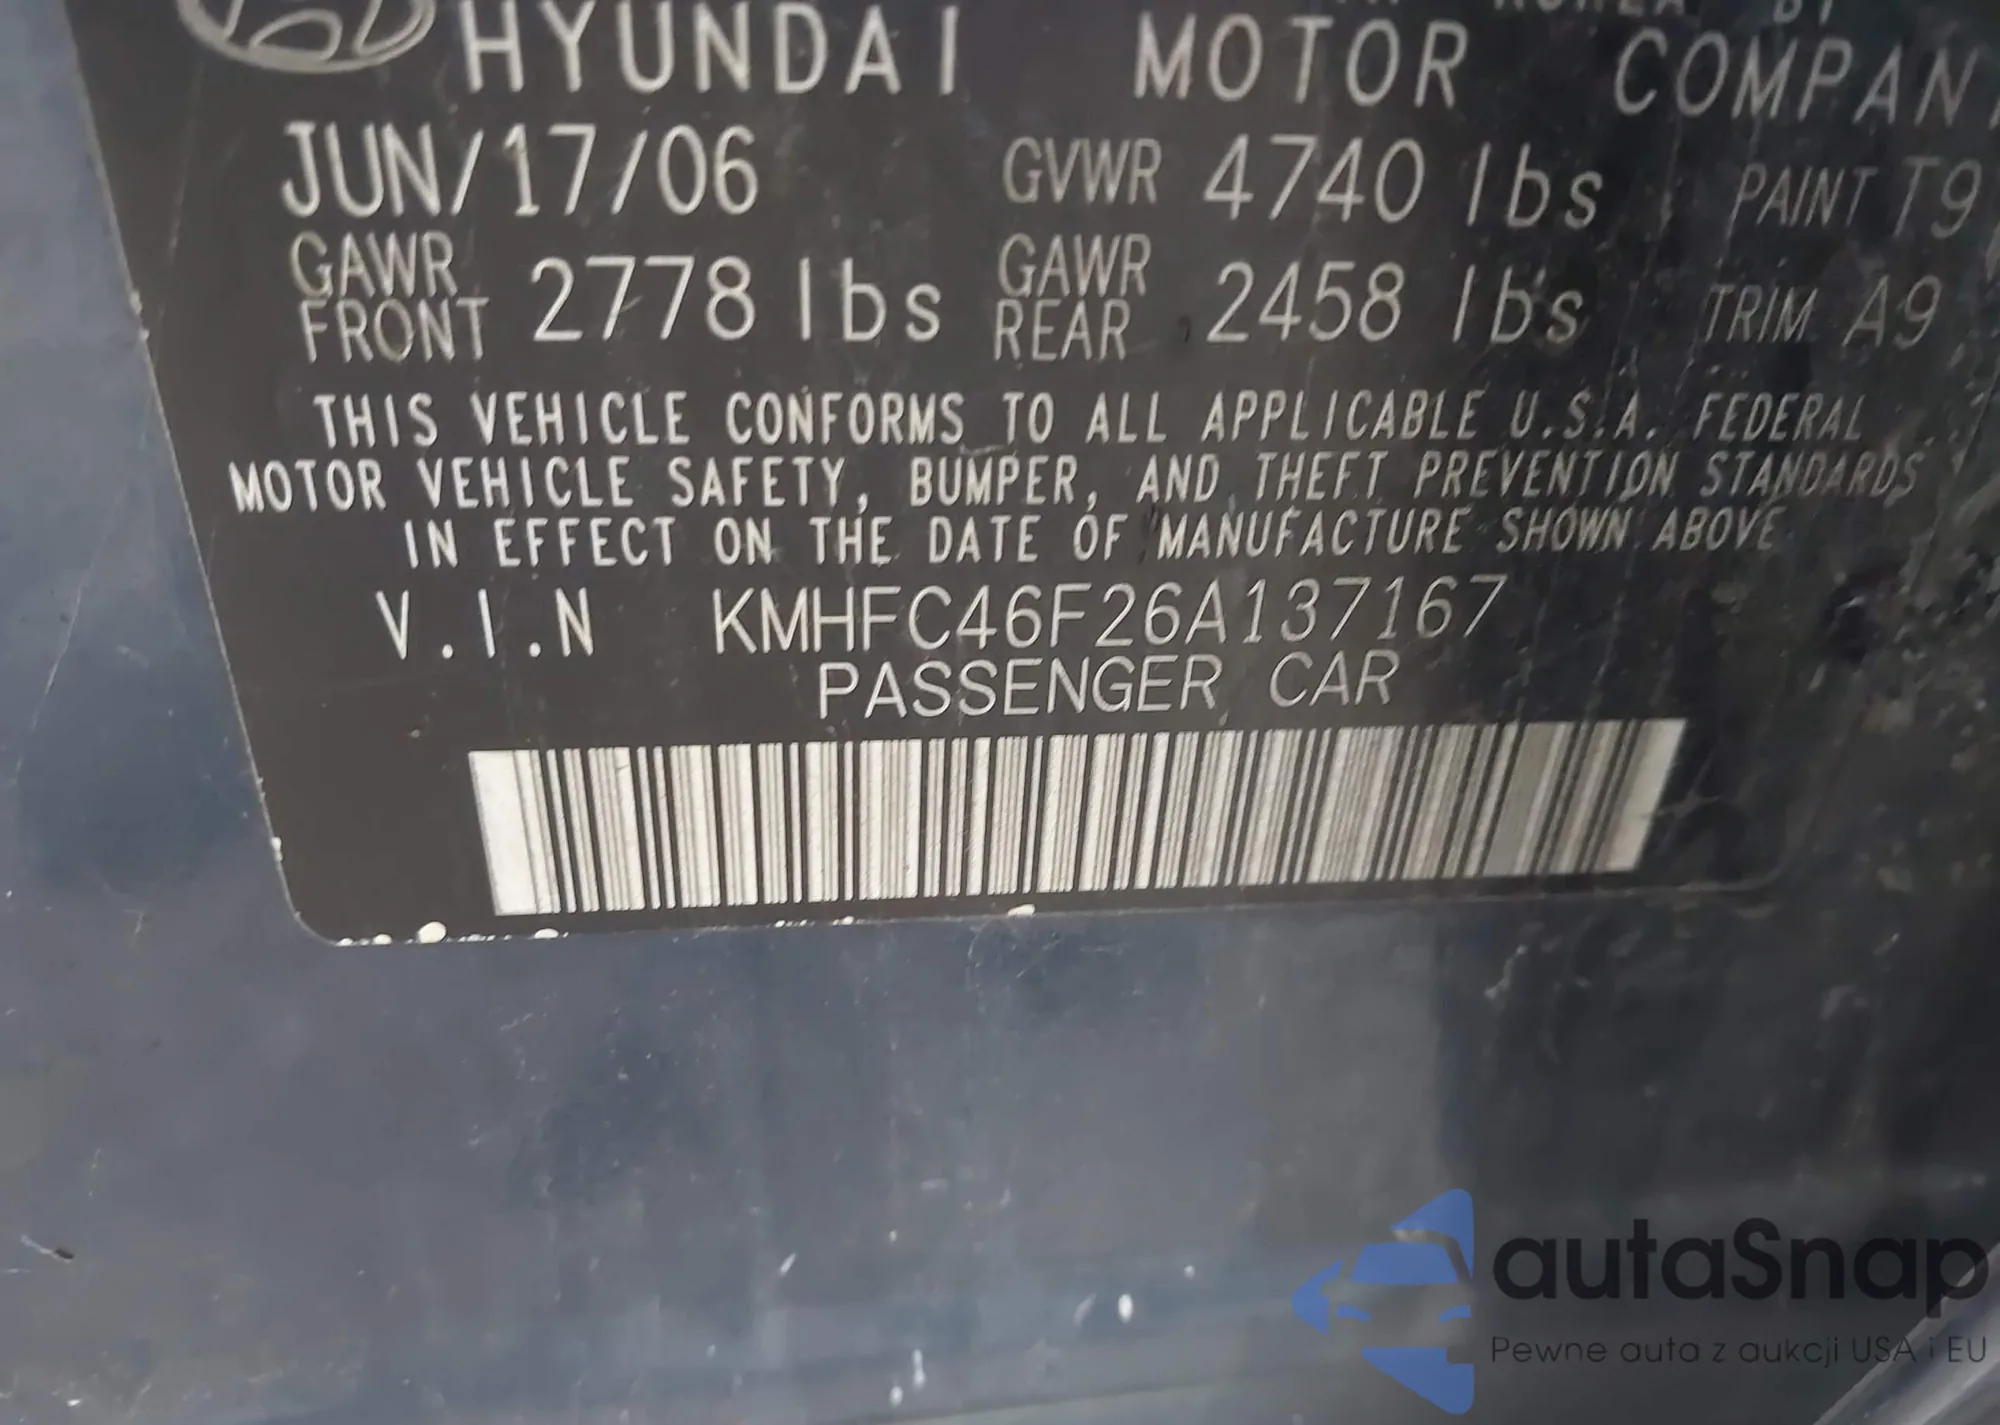 HYUNDAI MOTOR COMPAN
JUN/17/06 GVWR 4740 lbs PAINT T9
GAWR FRONT 2778 lbs GAWR REAR 2458 lbs TRIM A9
THIS VEHICLE CONFORMS TO ALL APPLICABLE U.S.A. FEDERAL
MOTOR VEHICLE SAFETY, BUMPER, AND THEFT PREVENTION STANDARDS
IN EFFECT ON THE DATE OF MANUFACTURE SHOWN ABOVE
V.I.N KMHFC46F26A137167
PASSENGER CAR
autaSnap
Pewne auta z aukcji USA i EU